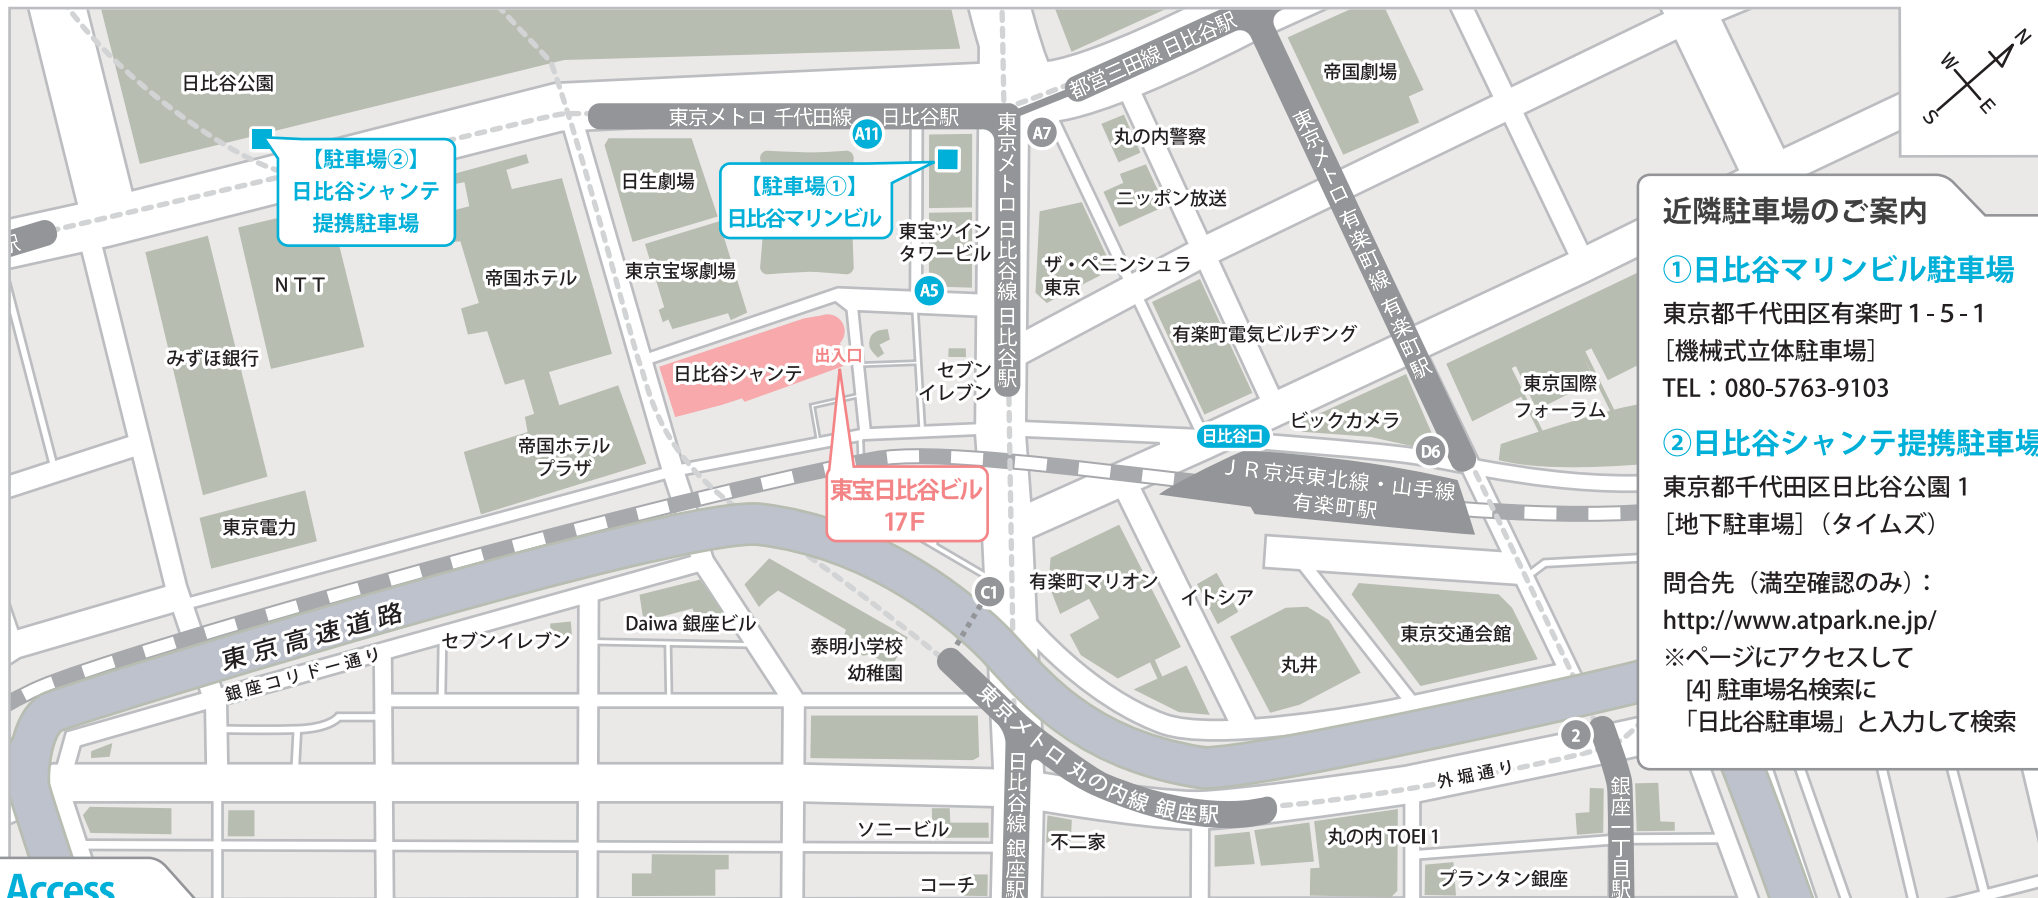 日比谷公園
【駐車場②】
日比谷シャンテ
提携駐車場
東京メトロ 千代田線 日比谷駅
A11
日生劇場
【駐車場①】
日比谷マリンビル
東宝ツイン
タワービル
東京宝塚劇場
A5
東京メトロ 日比谷線 日比谷駅
A7
都営三田線 日比谷駅
丸の内警察
ニッポン放送
帝国劇場
東京メトロ 有楽町線 有楽町駅
ザ・ペニンシュラ
東京
有楽町電気ビルヂング
N
W
E
S
駅
NTT
帝国ホテル
みずほ銀行
帝国ホテル
プラザ
東京電力
日比谷シャンテ
出入口
セブン
イレブン
東宝日比谷ビル
17F
日比谷口
ビックカメラ
D6
東京国際
フォーラム
JR京浜東北線・山手線
有楽町駅
東京高速道路
銀座コリドー通り
セブンイレブン
Daiwa 銀座ビル
泰明小学校
幼稚園
C1
有楽町マリオン
イトシア
丸井
東京交通会館
東京メトロ 丸の内線 銀座駅
日比谷線 銀座駅
外堀通り
2
銀座一丁目駅
ソニービル
不二家
コーチ
丸の内 TOEI 1
プランタン銀座
近隣駐車場のご案内
①日比谷マリンビル駐車場
東京都千代田区有楽町 1 - 5 - 1
［機械式立体駐車場］
TEL：080-5763-9103
②日比谷シャンテ提携駐車場
東京都千代田区日比谷公園 1
［地下駐車場］（タイムズ）
問合先（満空確認のみ）：
http://www.atpark.ne.jp/
※ページにアクセスして
[4] 駐車場名検索に
「日比谷駐車場」と入力して検索
Access